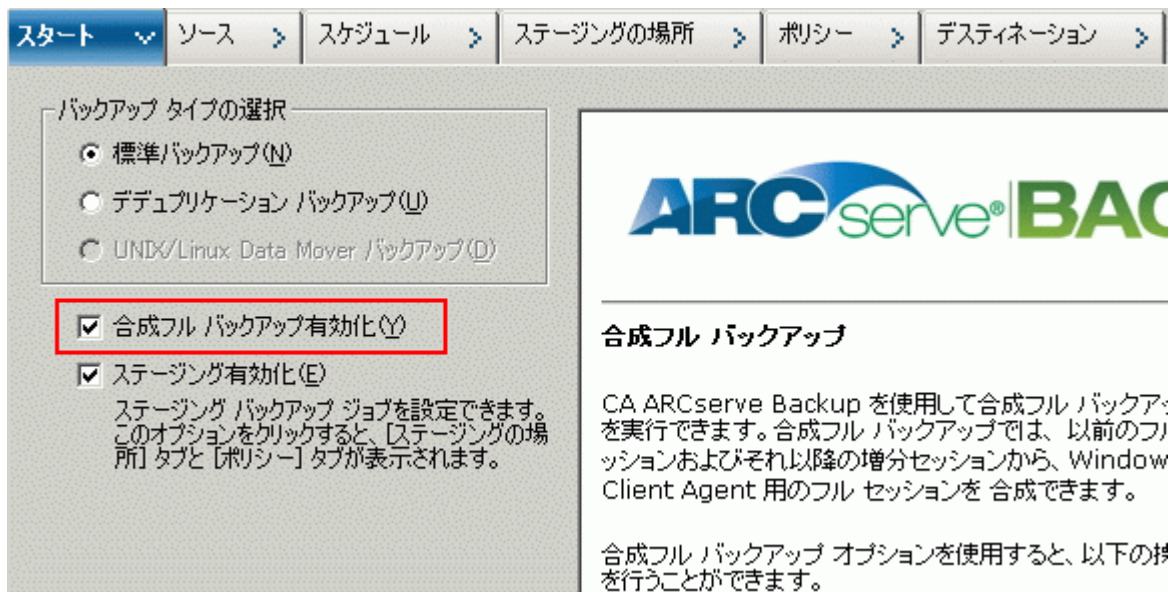 スタート ソース スケジュール ステージングの場所 ポリシー デスティネーション
バックアップ タイプの選択
標準バックアップ(N)
デデュプリケーション バックアップ(U)
UNIX/Linux Data Mover バックアップ(D)
合成フル バックアップ有効化(Y)
ステージング有効化(E)
ステージング バックアップ ジョブを設定できます。
このオプションをクリックすると、[ステージングの場
所] タブと [ポリシー] タブが表示されます。
ARCserve® BAC
合成フル バックアップ
CA ARCserve Backup を使用して合成フル バックア
を実行できます。合成フル バックアップでは、以前のフル
ッションおよびそれ以降の増分セッションから、Window
Client Agent 用のフル セッションを 合成できます。
合成フル バックアップ オプションを使用すると、以下の操
を行うことができます。